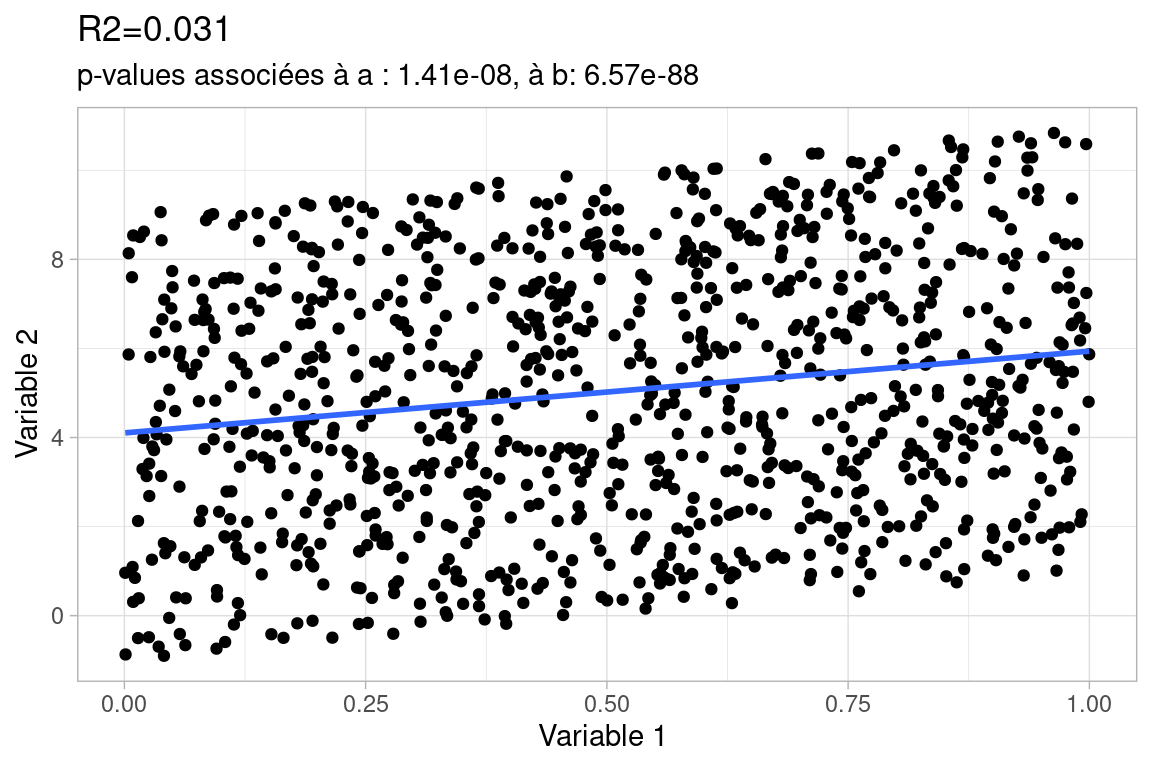 R2=0.031
p-values associées à a : 1.41e-08, à b: 6.57e-88
8
4
0
Variable 2
0.00 0.25 0.50 0.75 1.00
Variable 1